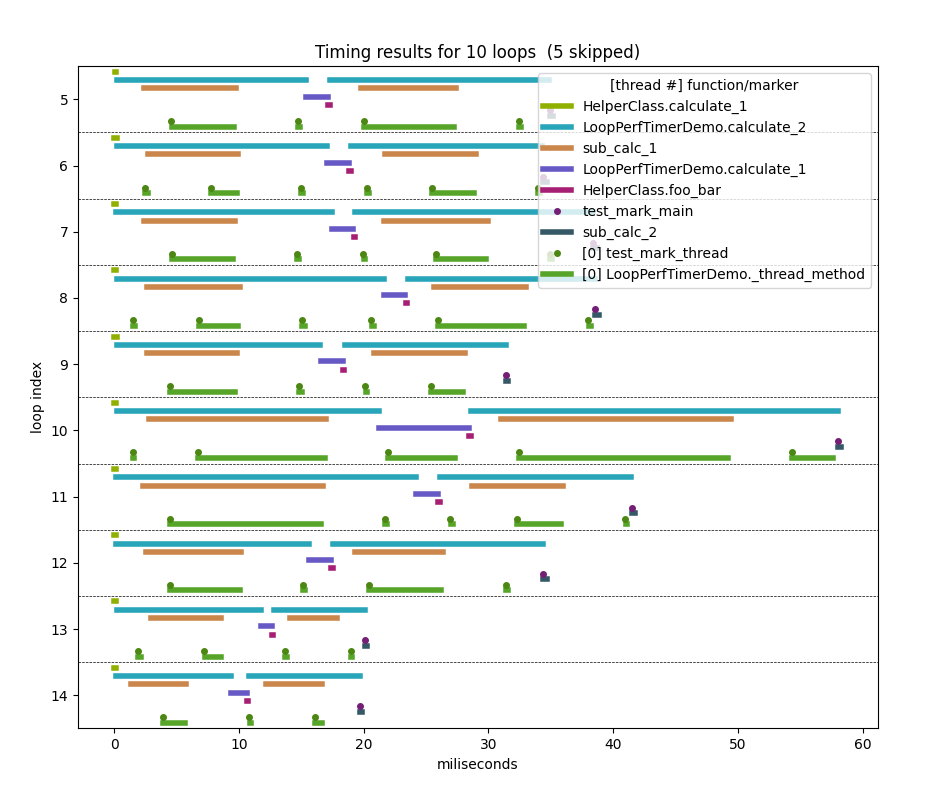 Timing results for 10 loops  (5 skipped)
[thread #] function/marker
HelperClass.calculate_1
LoopPerfTimerDemo.calculate_2
sub_calc_1
LoopPerfTimerDemo.calculate_1
HelperClass.foo_bar
test_mark_main
sub_calc_2
[0] test_mark_thread
[0] LoopPerfTimerDemo._thread_method
loop index
5
6
7
8
9
10
11
12
13
14
0 10 20 30 40 50 60
miliseconds